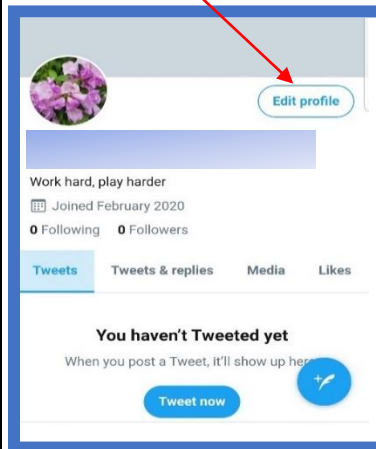 Edit profile
Work hard, play harder
Joined February 2020
0 Following 0 Followers
Tweets Tweets & replies Media Likes
You haven't Tweeted yet
When you post a Tweet, it'll show up here
Tweet now